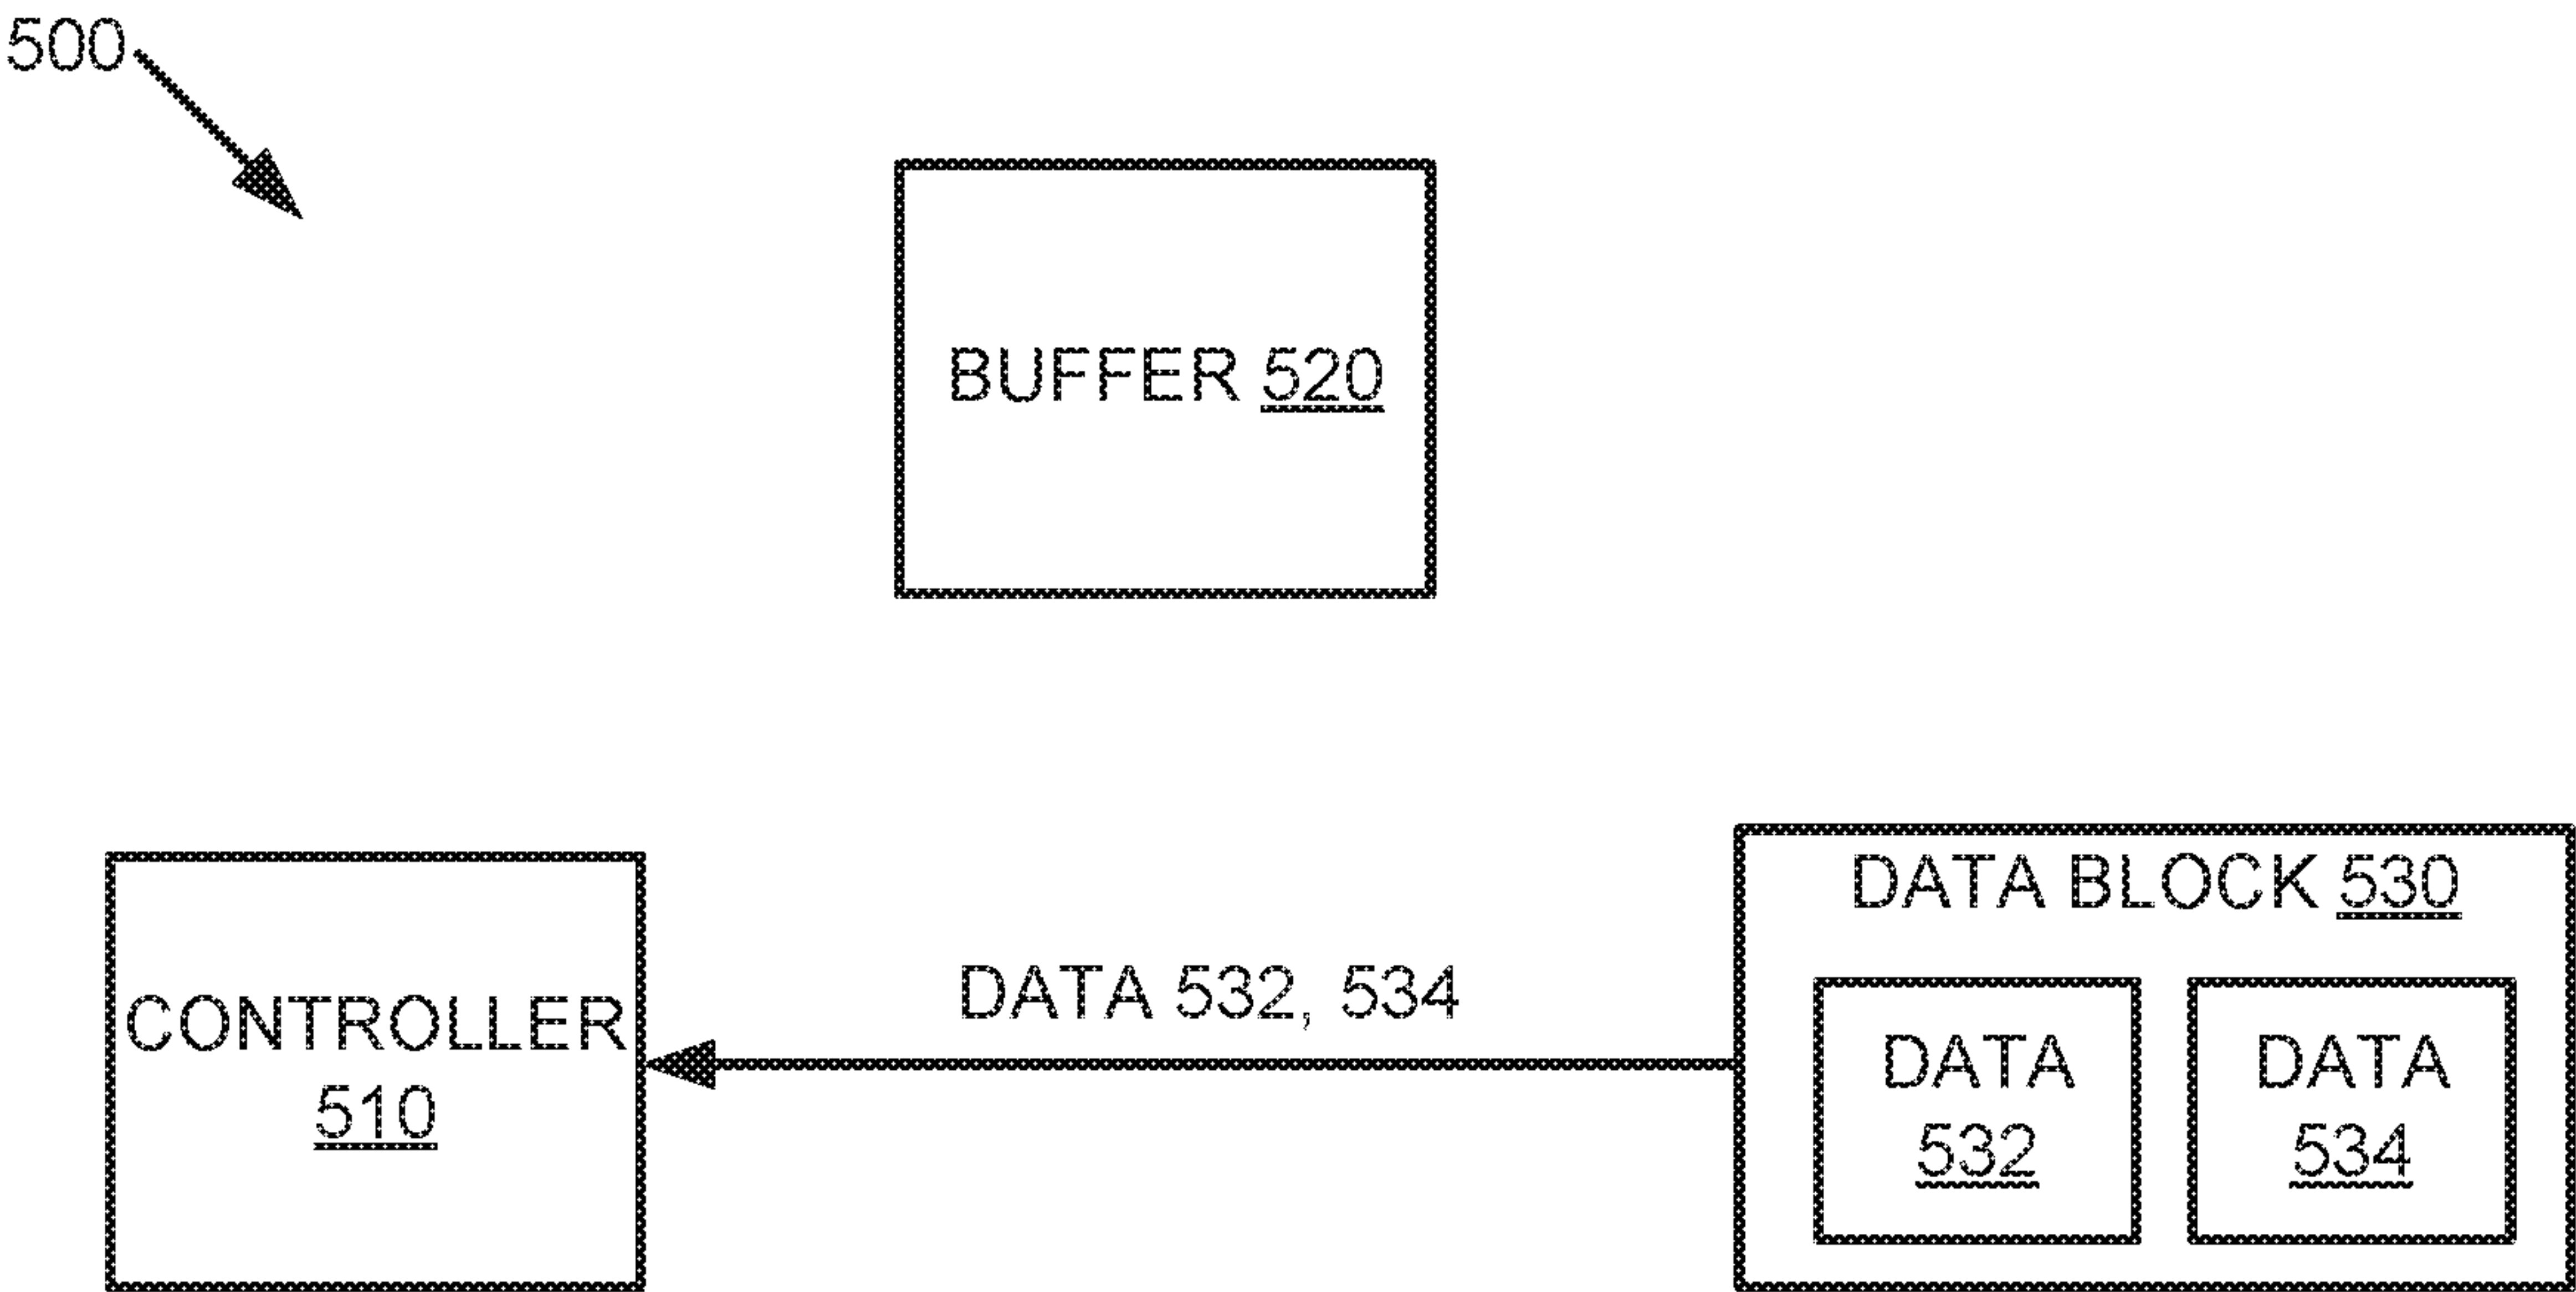 500
BUFFER 520
CONTROLLER
510
DATA 532, 534
DATA BLOCK 530
DATA
532
DATA
534